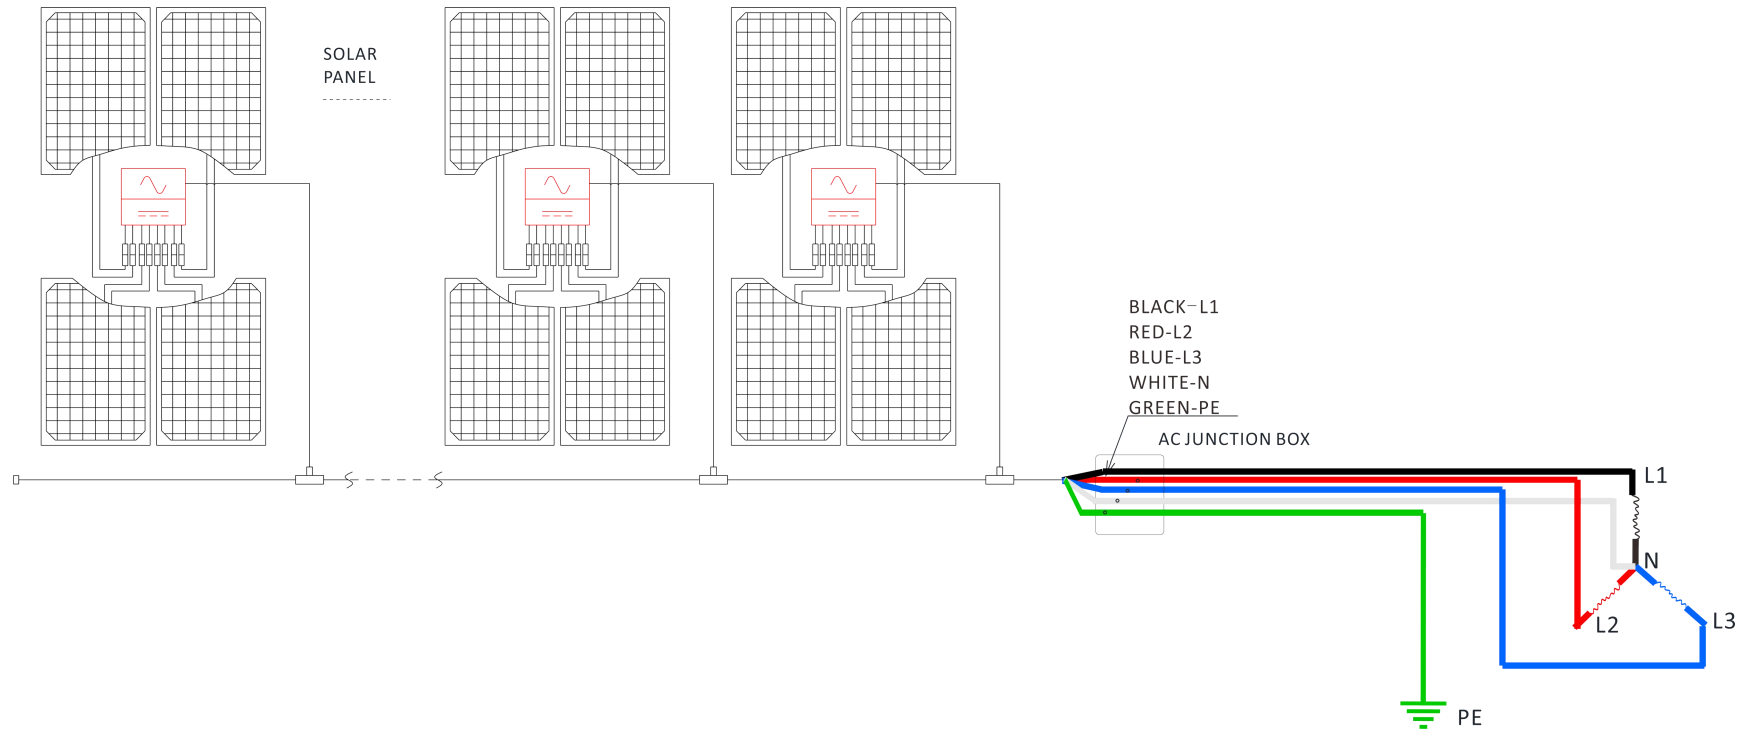 SOLAR
PANEL
BLACK-L1
RED-L2
BLUE-L3
WHITE-N
GREEN-PE
AC JUNCTION BOX
L1
N
L2
L3
PE